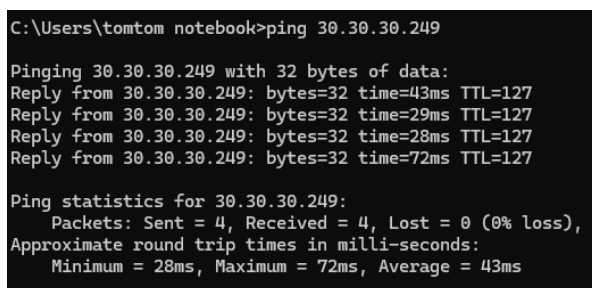 C:\Users\tomtom notebook>ping 30.30.30.249
Pinging 30.30.30.249 with 32 bytes of data:
Reply from 30.30.30.249: bytes=32 time=43ms TTL=127
Reply from 30.30.30.249: bytes=32 time=29ms TTL=127
Reply from 30.30.30.249: bytes=32 time=28ms TTL=127
Reply from 30.30.30.249: bytes=32 time=72ms TTL=127
Ping statistics for 30.30.30.249:
    Packets: Sent = 4, Received = 4, Lost = 0 (0% loss),
Approximate round trip times in milli-seconds:
    Minimum = 28ms, Maximum = 72ms, Average = 43ms